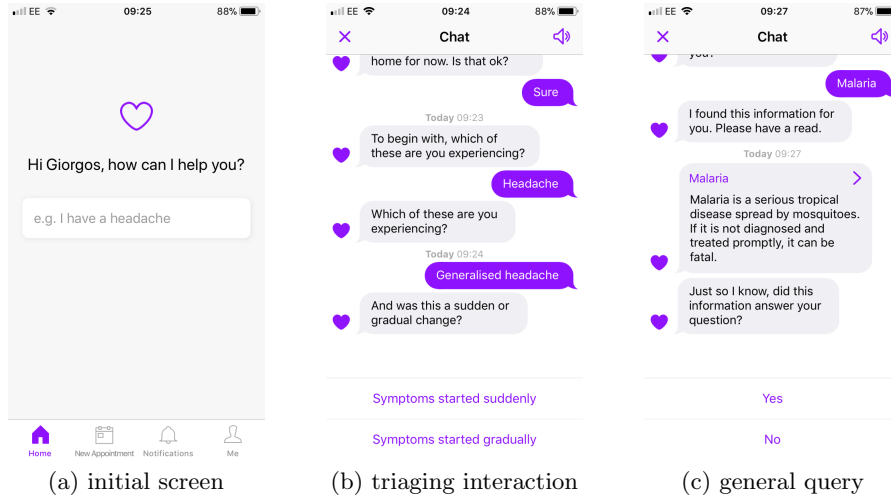 EE 09:25 88%
Hi Giorgos, how can I help you?
e.g. I have a headache
Home New Appointment Notifications Me
(a) initial screen
EE 09:24 88%
Chat
home for now. Is that ok?
Sure
Today 09:23
To begin with, which of
these are you experiencing?
Headache
Which of these are you
experiencing?
Today 09:24
Generalised headache
And was this a sudden or
gradual change?
Symptoms started suddenly
Symptoms started gradually
(b) triaging interaction
EE 09:27 87%
Chat
Malaria
I found this information for
you. Please have a read.
Today 09:27
Malaria
Malaria is a serious tropical
disease spread by mosquitoes.
If it is not diagnosed and
treated promptly, it can be
fatal.
Just so I know, did this
information answer your
question?
Yes
No
(c) general query